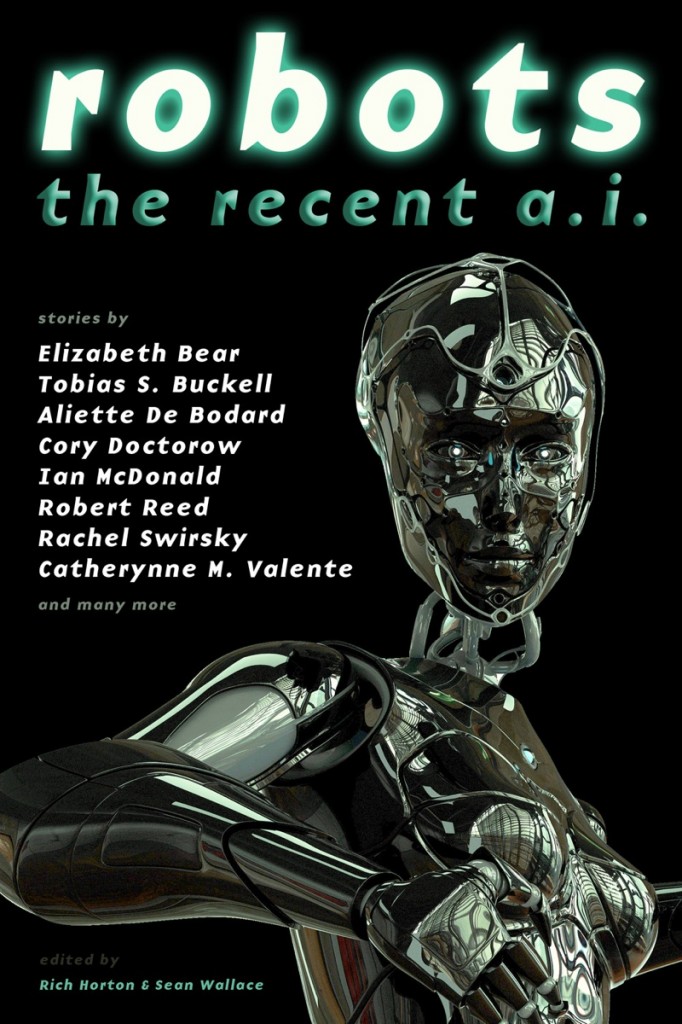 robots
the recent a.i.
stories by
Elizabeth Bear
Tobias S. Buckell
Aliette De Bodard
Cory Doctorow
Ian McDonald
Robert Reed
Rachel Swirsky
Catherynne M. Valente
and many more
edited by
Rich Horton & Sean Wallace